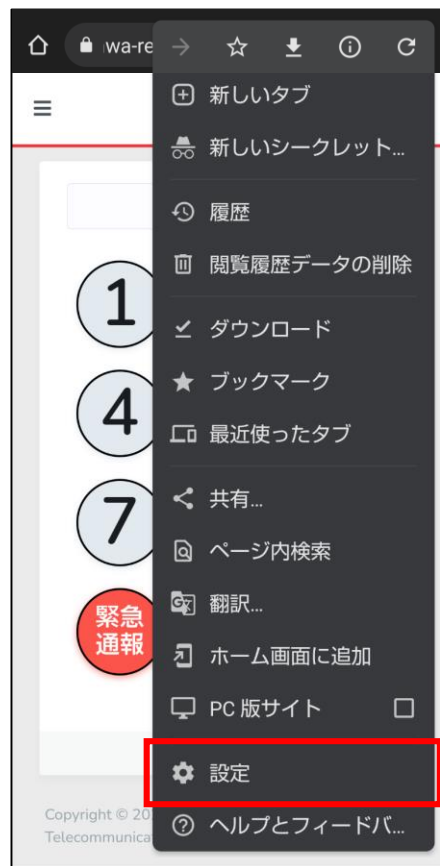 wa-re
新しいタブ
新しいシークレット...
履歴
閲覧履歴データの削除
ダウンロード
ブックマーク
最近使ったタブ
共有...
ページ内検索
翻訳...
ホーム画面に追加
PC 版サイト
設定
ヘルプとフィードバ...
1
4
7
緊急
通報
Copyright © 20
Telecommunica